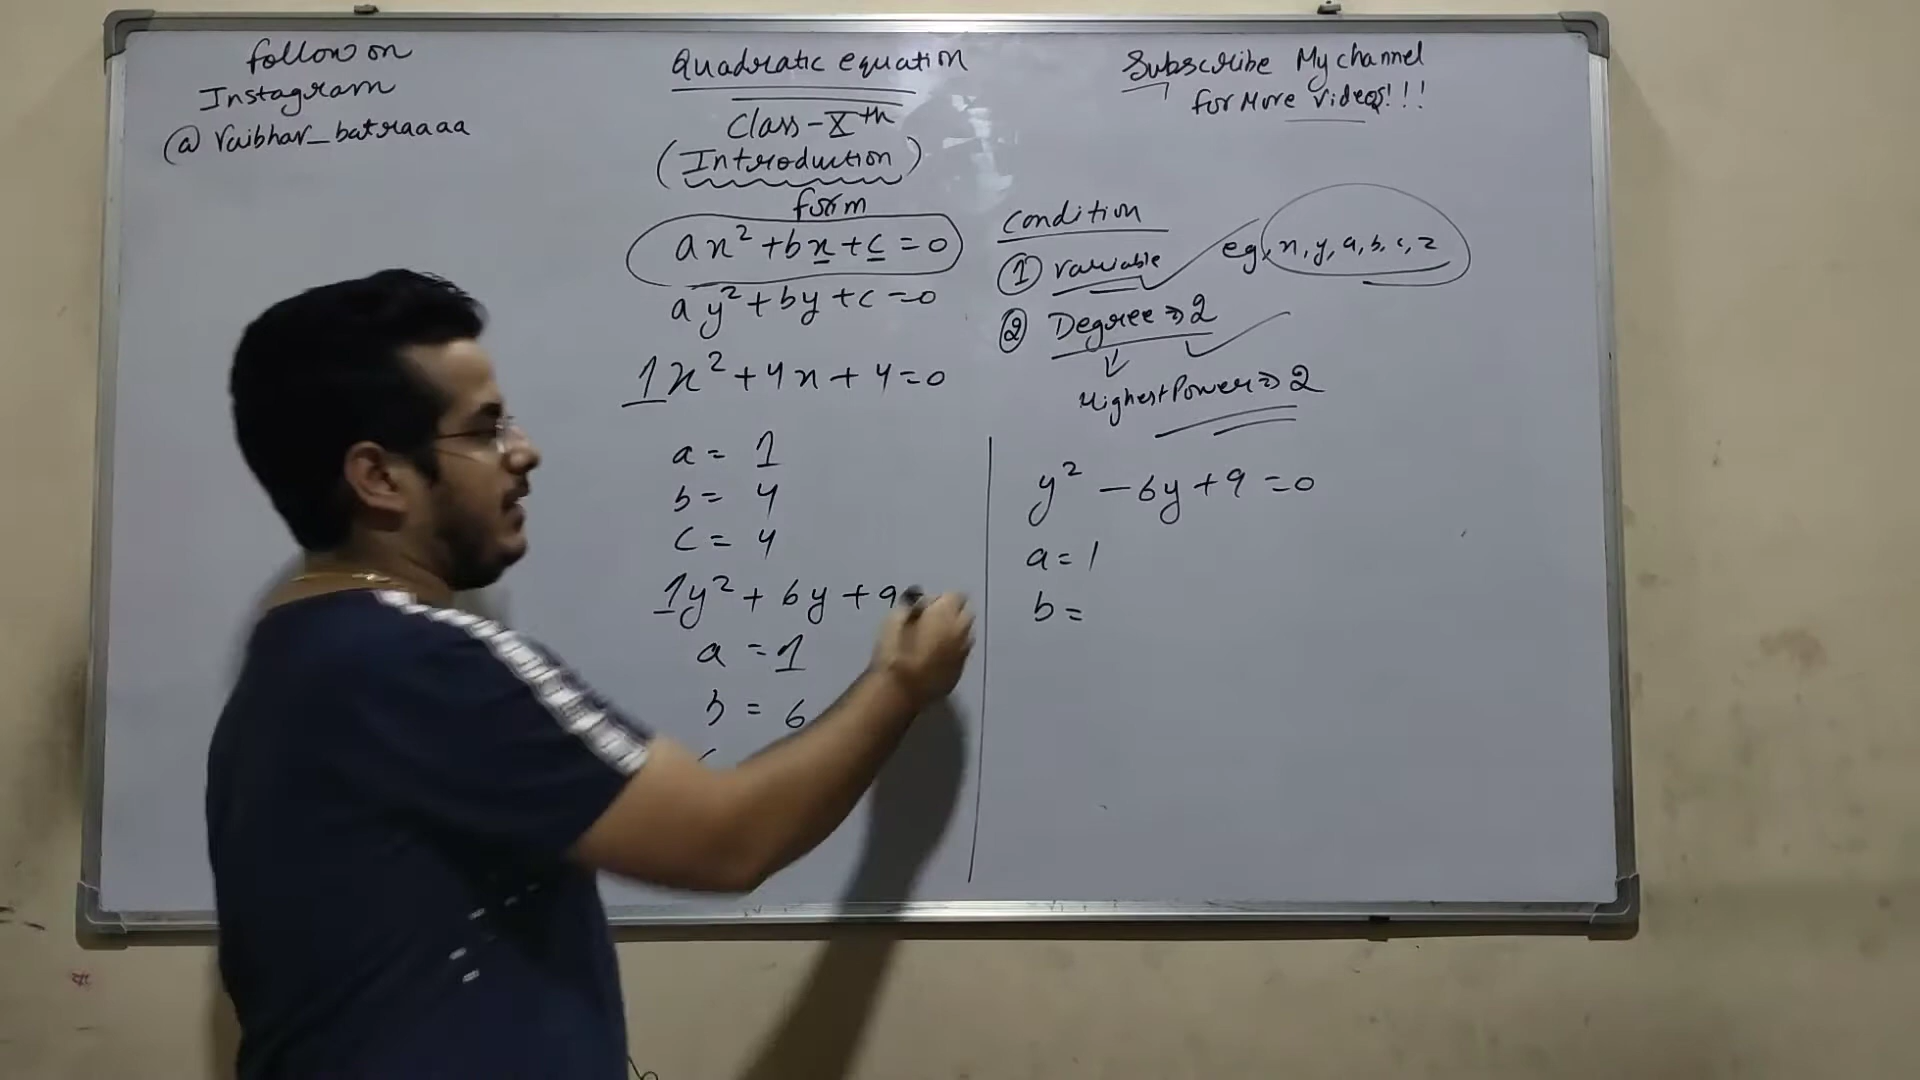 follow on
Instagram
@vaibhav_batraaaa
Quadratic equation
Class-Xth
(Introduction)
form
ax² + bx + c = 0
ay² + by + c = 0
1x² + 4x + 4 = 0
a = 1
b = 4
c = 4
1y² + 6y + 9
a = 1
b = 6
Subscribe My channel
for More videos!!!
Condition
① variable eg, x, y, a, b, c, z
② Degree ⇒ 2
Highest Power ⇒ 2
y² - 6y + 9 = 0
a = 1
b =